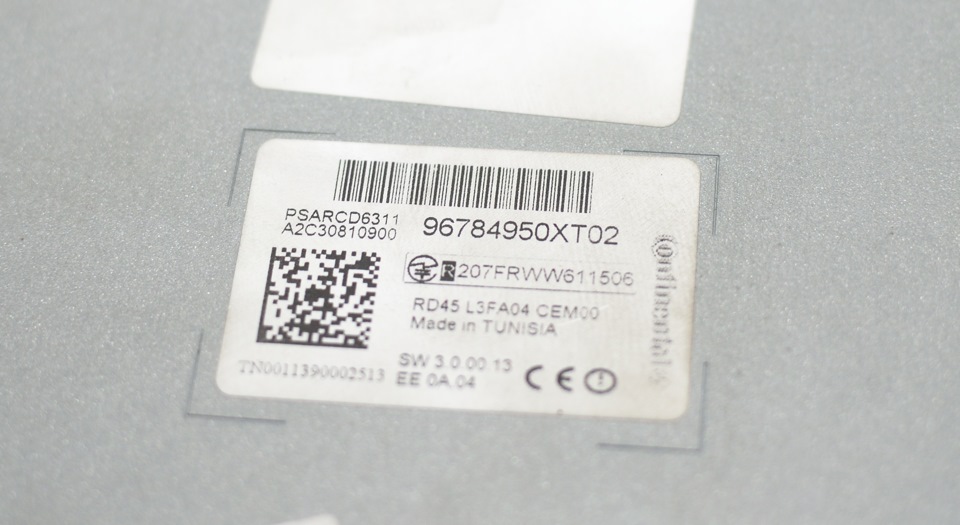 PSARCD6311
A2C30810900
96784950XT02
R 207FRWW611506
RD45 L3FA04 CEM00
Made in TUNISIA
TN0011390002513
SW 3.0.00 13
EE 0A.04
CE
Continental